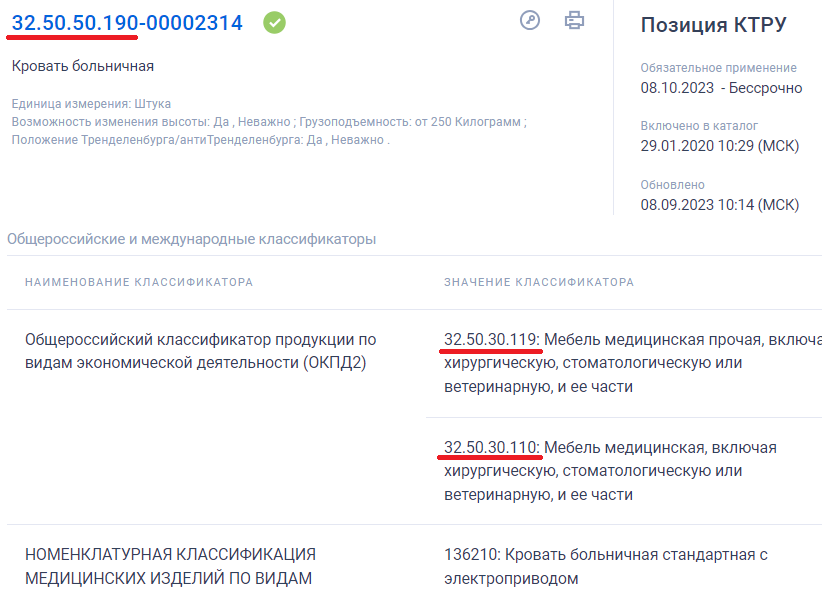 32.50.50.190-00002314
Кровать больничная
Единица измерения: Штука
Возможность изменения высоты: Да , Неважно ; Грузоподъемность: от 250 Килограмм ;
Положение Тренделенбурга/антиТренделенбурга: Да , Неважно .
Позиция КТРУ
Обязательное применение
08.10.2023 - Бессрочно
Включено в каталог
29.01.2020 10:29 (МСК)
Обновлено
08.09.2023 10:14 (МСК)
Общероссийские и международные классификаторы
НАИМЕНОВАНИЕ КЛАССИФИКАТОРА
ЗНАЧЕНИЕ КЛАССИФИКАТОРА
Общероссийский классификатор продукции по
видам экономической деятельности (ОКПД2)
32.50.30.119: Мебель медицинская прочая, включа
хирургическую, стоматологическую или
ветеринарную, и ее части
32.50.30.110: Мебель медицинская, включая
хирургическую, стоматологическую или
ветеринарную, и ее части
НОМЕНКЛАТУРНАЯ КЛАССИФИКАЦИЯ
МЕДИЦИНСКИХ ИЗДЕЛИЙ ПО ВИДАМ
136210: Кровать больничная стандартная с
электроприводом